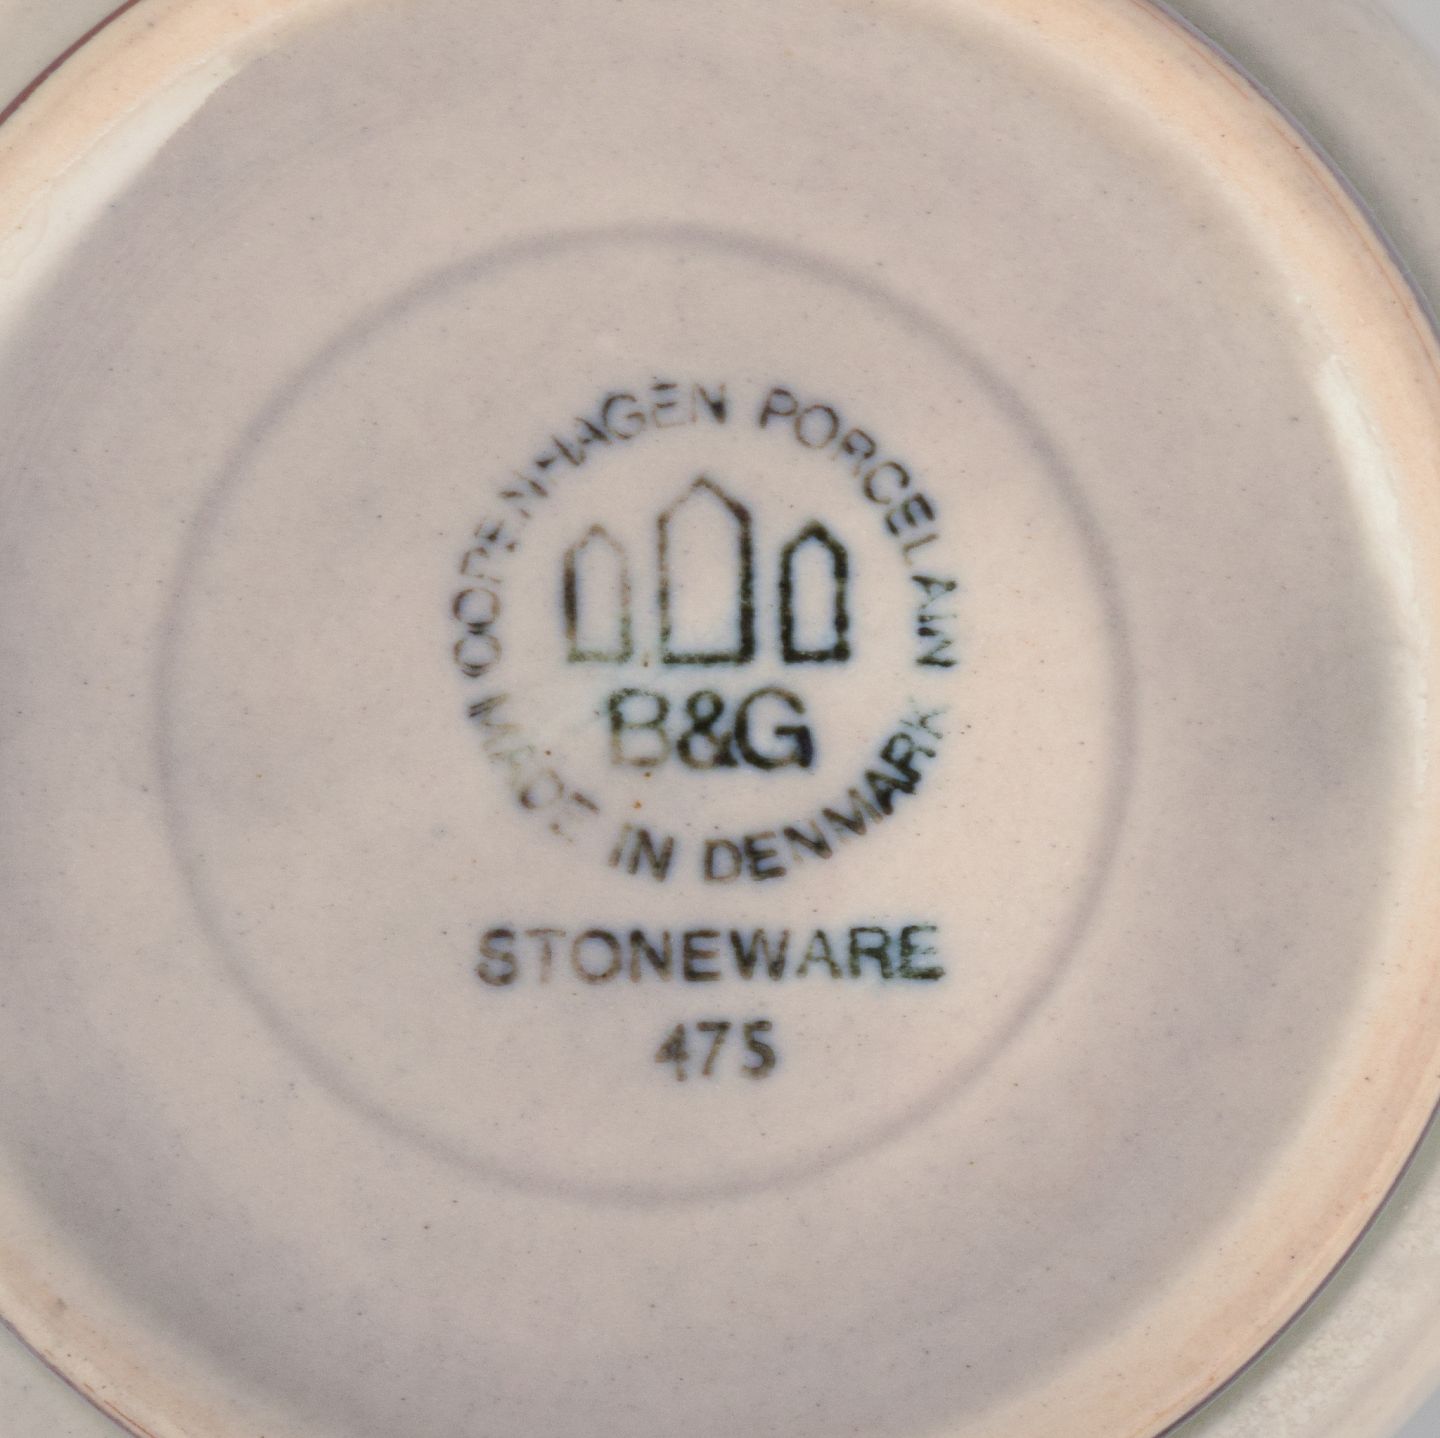 COPENHAGEN PORCELAIN
B&G
MADE IN DENMARK
STONEWARE
475